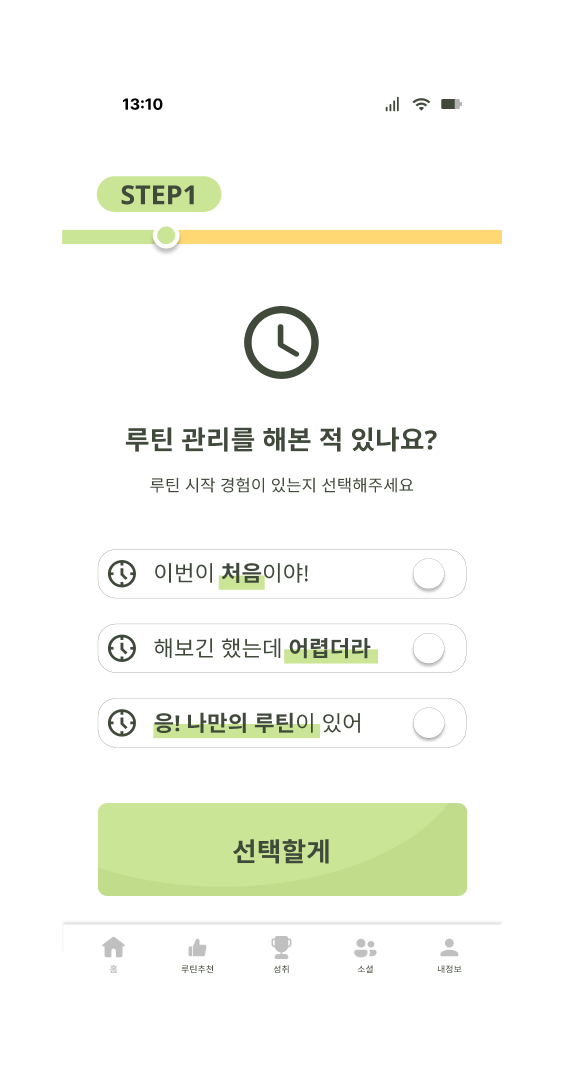 13:10
STEP1
루틴 관리를 해본 적 있나요?
루틴 시작 경험이 있는지 선택해주세요
이번이 처음이야!
해보긴 했는데 어렵더라
응! 나만의 루틴이 있어
선택할게
홈 루틴추천 성취 소셜 내정보